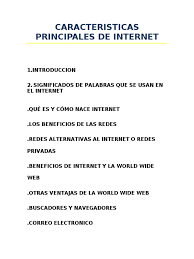 CARACTERISTICAS
PRINCIPALES DE INTERNET
1.INTRODUCCION
2.SIGNIFICADOS DE PALABRAS QUE SE USAN EN
EL INTERNET
.QUÉ ES Y CÓMO NACE INTERNET
.LOS BENEFICIOS DE LAS REDES
.REDES ALTERNATIVAS AL INTERNET O REDES
PRIVADAS
.BENEFICIOS DE INTERNET Y LA WORLD WIDE
WEB
.OTRAS VENTAJAS DE LA WORLD WIDE WEB
.BUSCADORES Y NAVEGADORES
.CORREO ELECTRONICO